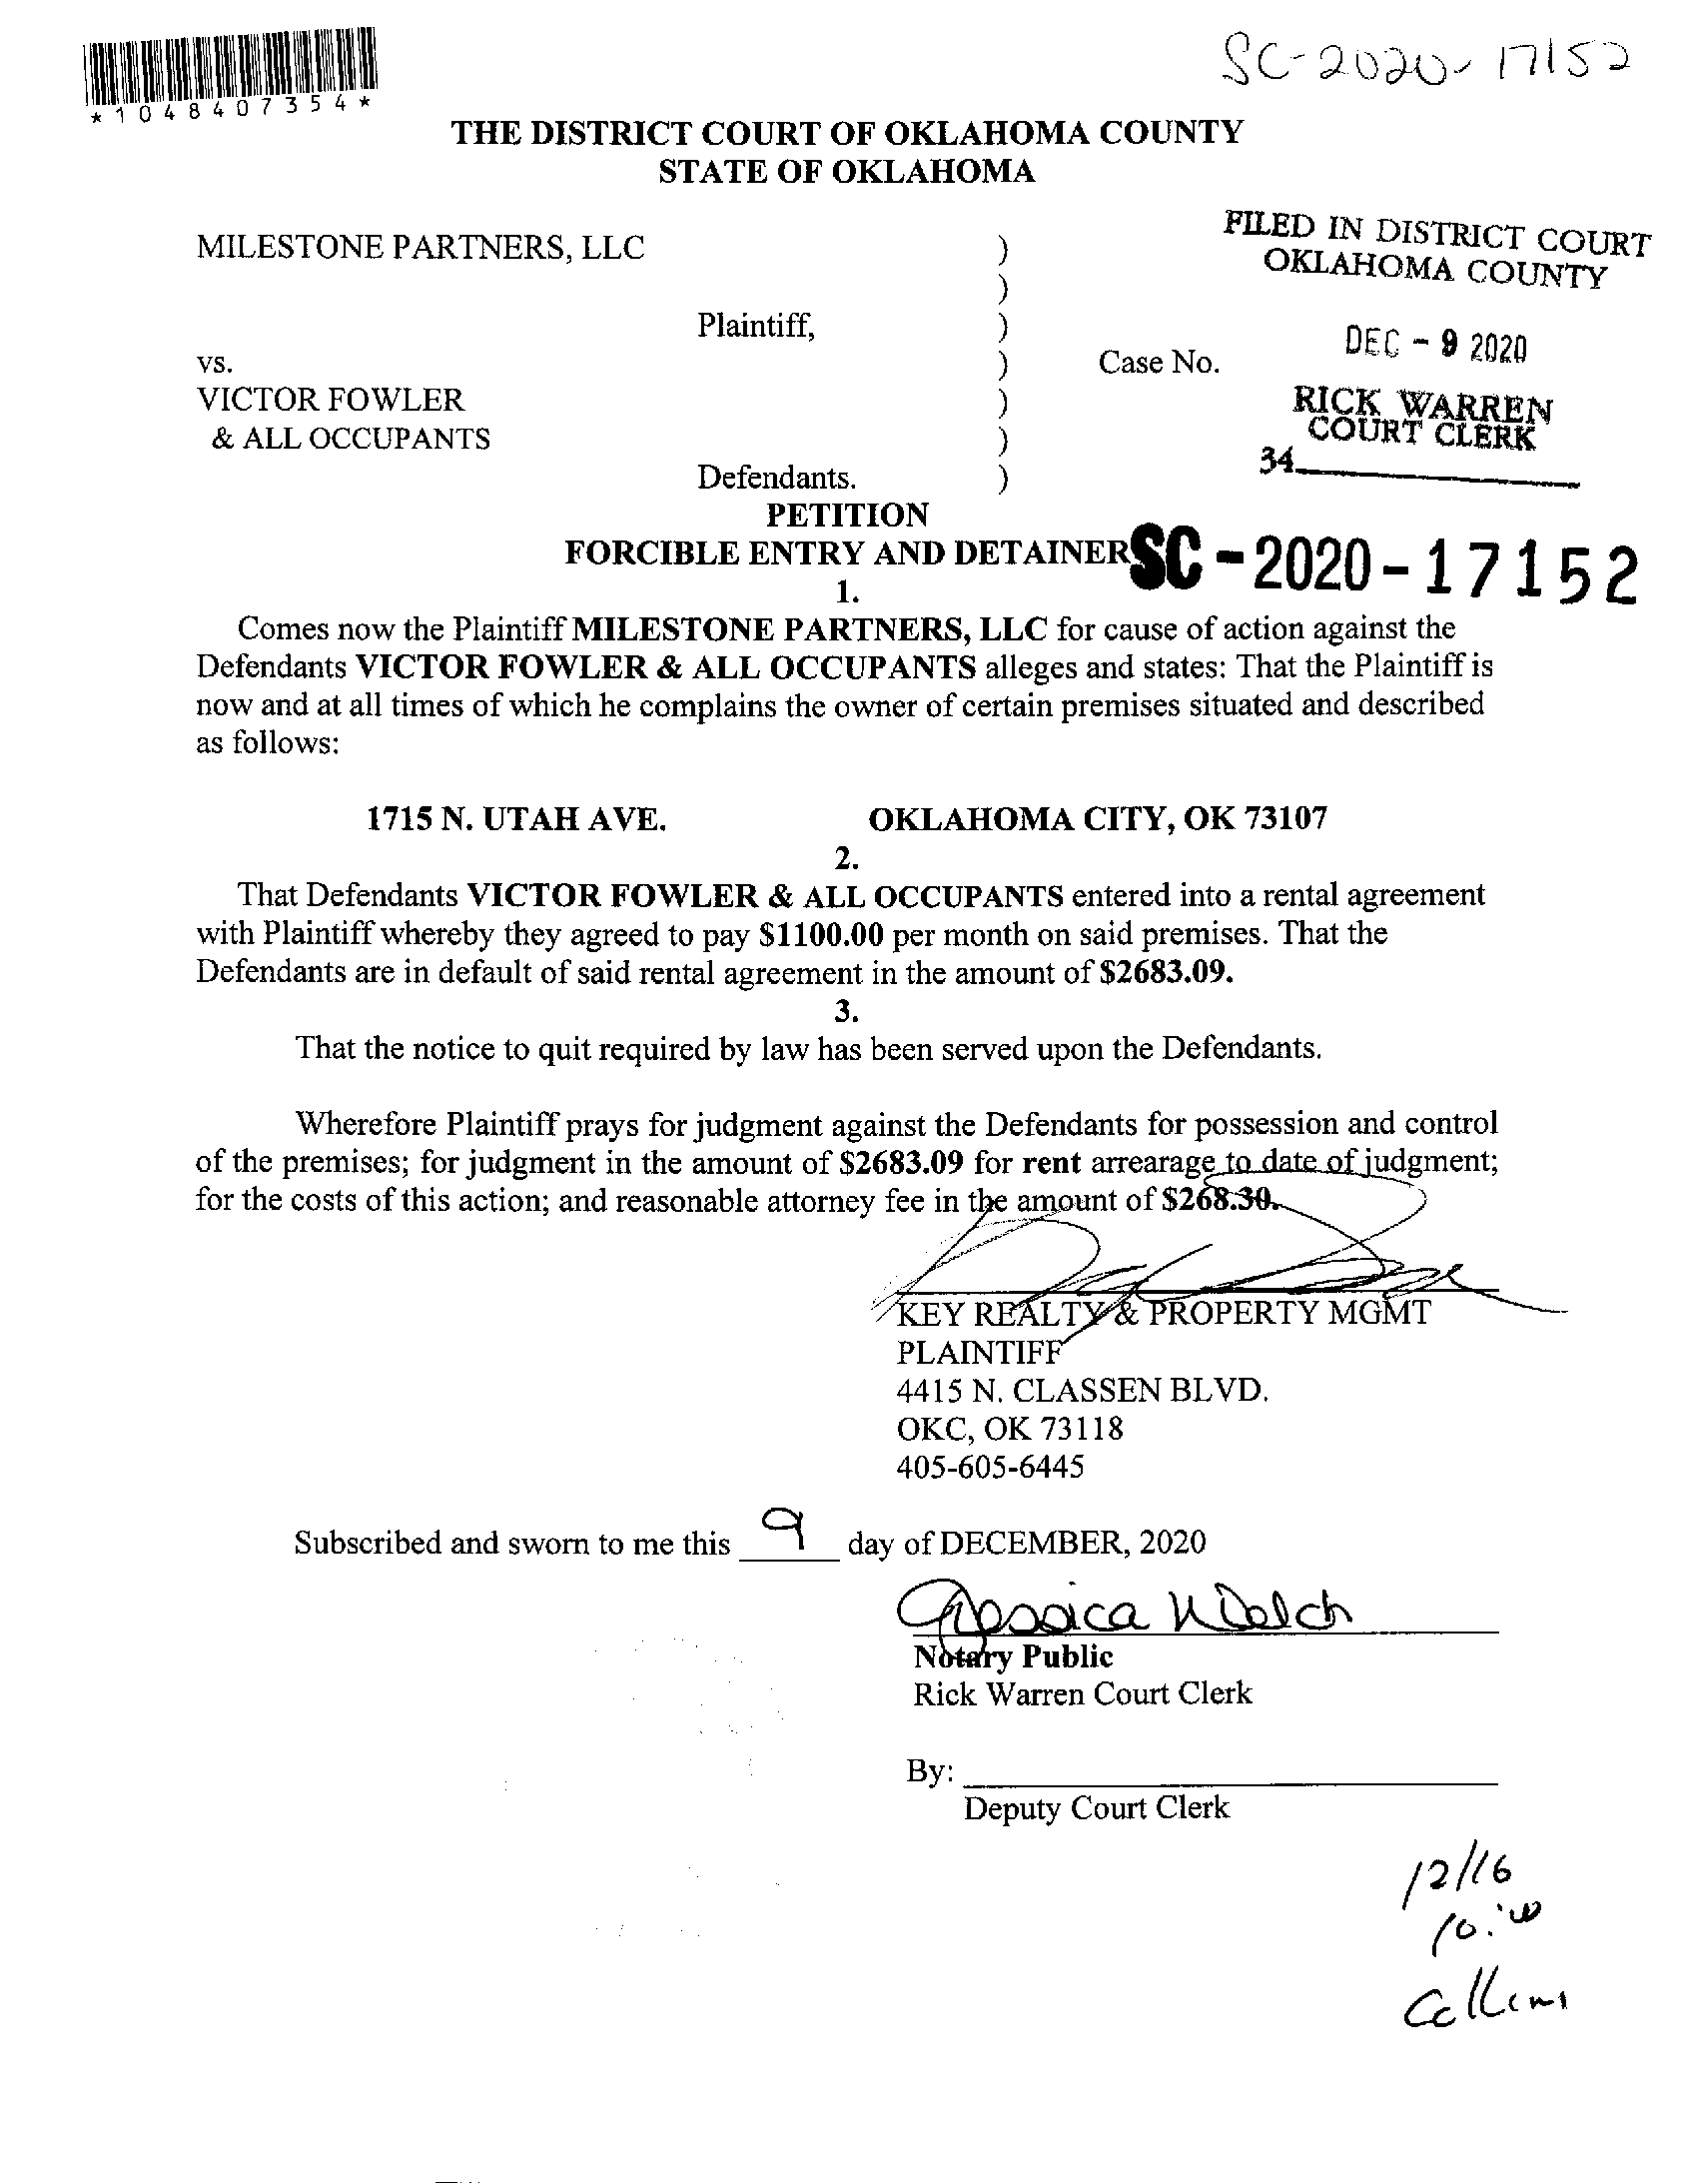 SC-2020-17152
*1048407354*
THE DISTRICT COURT OF OKLAHOMA COUNTY
STATE OF OKLAHOMA
FILED IN DISTRICT COURT
OKLAHOMA COUNTY
MILESTONE PARTNERS, LLC )
)
Plaintiff, )
DEC - 9 2020
vs. ) Case No.
VICTOR FOWLER )
RICK WARREN
COURT CLERK
& ALL OCCUPANTS )
34
Defendants. )
PETITION
FORCIBLE ENTRY AND DETAINER
SC-2020-17152
1.
Comes now the Plaintiff MILESTONE PARTNERS, LLC for cause of action against the
Defendants VICTOR FOWLER & ALL OCCUPANTS alleges and states: That the Plaintiff is
now and at all times of which he complains the owner of certain premises situated and described
as follows:
1715 N. UTAH AVE. OKLAHOMA CITY, OK 73107
2.
That Defendants VICTOR FOWLER & ALL OCCUPANTS entered into a rental agreement
with Plaintiff whereby they agreed to pay $1100.00 per month on said premises. That the
Defendants are in default of said rental agreement in the amount of $2683.09.
3.
That the notice to quit required by law has been served upon the Defendants.
Wherefore Plaintiff prays for judgment against the Defendants for possession and control
of the premises; for judgment in the amount of $2683.09 for rent arrearage to date of judgment;
for the costs of this action; and reasonable attorney fee in the amount of $268.30.
KEY REALTY & PROPERTY MGMT
PLAINTIFF
4415 N. CLASSEN BLVD.
OKC, OK 73118
405-605-6445
Subscribed and sworn to me this 9 day of DECEMBER, 2020
Jessica Welch
Notary Public
Rick Warren Court Clerk
By:
Deputy Court Clerk
12/16
10:00
Collins